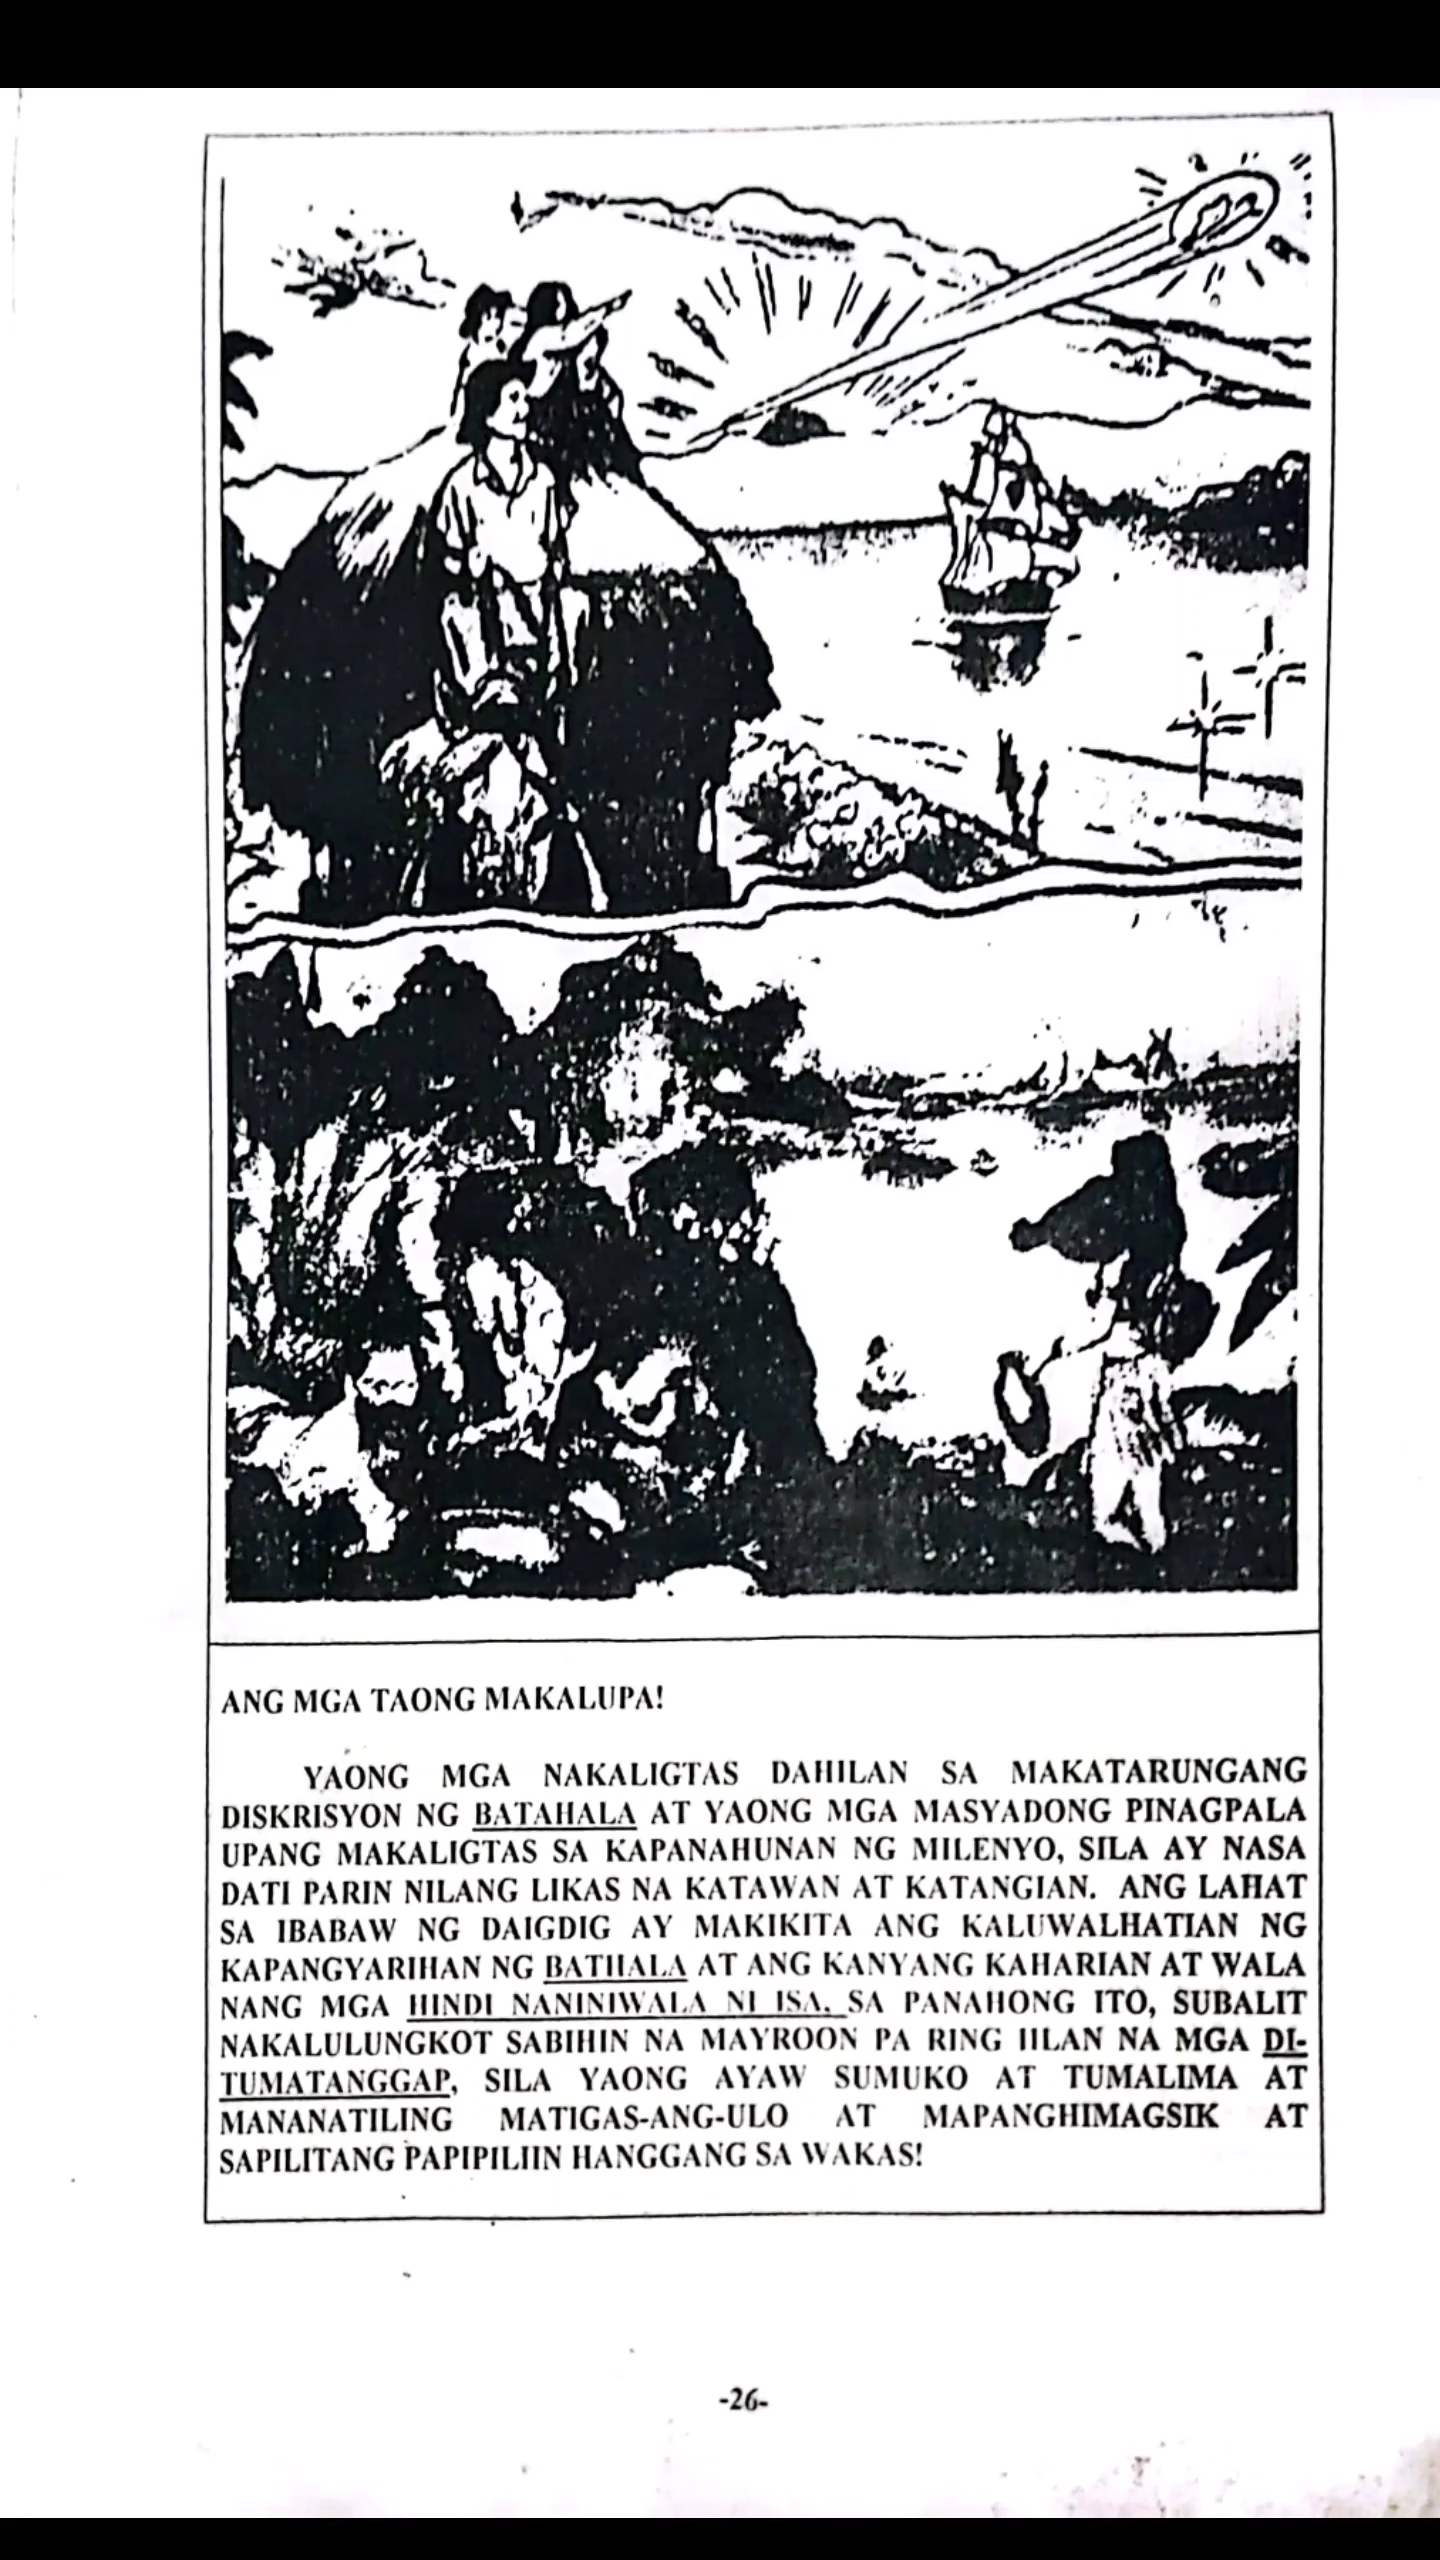 ANG MGA TAONG MAKALUPA!
YAONG MGA NAKALIGTAS DAHILAN SA MAKATARUNGANG
DISKRISYON NG BATAHALA AT YAONG MGA MASYADONG PINAGPALA
UPANG MAKALIGTAS SA KAPANAHUNAN NG MILENYO, SILA AY NASA
DATI PARIN NILANG LIKAS NA KATAWAN AT KATANGIAN. ANG LAHAT
SA IBABAW NG DAIGDIG AY MAKIKITA ANG KALUWALHATIAN NG
KAPANGYARIHAN NG BATHALA AT ANG KANYANG KAHARIAN AT WALA
NANG MGA HINDI NANINIWALA NI ISA. SA PANAHONG ITO, SUBALIT
NAKALULUNGKOT SABIHIN NA MAYROON PA RING IILAN NA MGA DI-
TUMATANGGAP, SILA YAONG AYAW SUMUKO AT TUMALIMA AT
MANANATILING MATIGAS-ANG-ULO AT MAPANGHIMAGSIK AT
SAPILITANG PAPIPILIIN HANGGANG SA WAKAS!
-26-